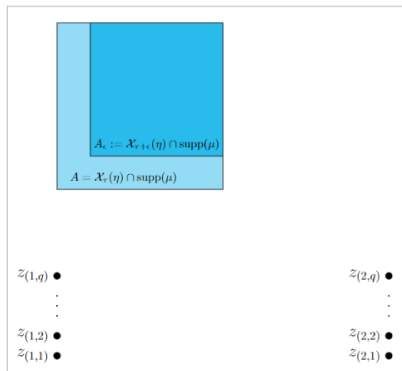 A_ϵ := 𝒳_{r+ϵ}(η) ∩ supp(μ)
A = 𝒳_r(η) ∩ supp(μ)
z_{(1,q)} z_{(2,q)}
⋮ ⋮
z_{(1,2)} z_{(2,2)}
z_{(1,1)} z_{(2,1)}